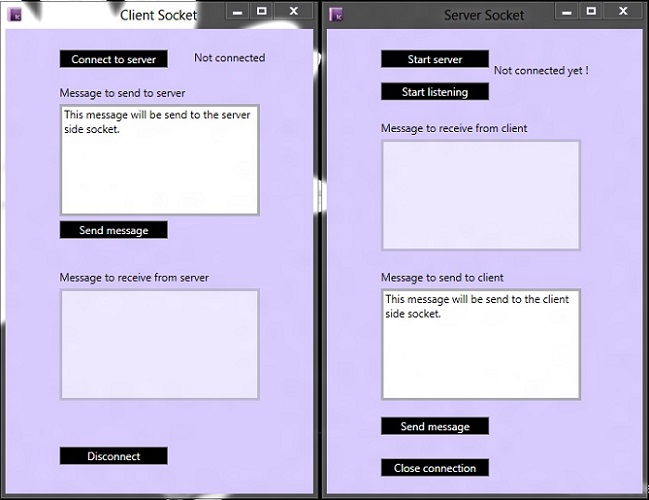 Client Socket
Connect to server
Not connected
Message to send to server
This message will be send to the server
side socket.
Send message
Message to receive from server
Disconnect
Server Socket
Start server
Not connected yet !
Start listening
Message to receive from client
Message to send to client
This message will be send to the client
side socket.
Send message
Close connection